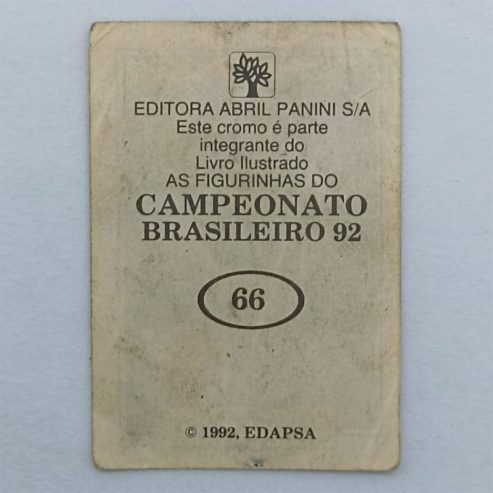 EDITORA ABRIL PANINI S/A
Este cromo é parte
integrante do
Livro Ilustrado
AS FIGURINHAS DO
CAMPEONATO
BRASILEIRO 92
66
© 1992, EDAPSA